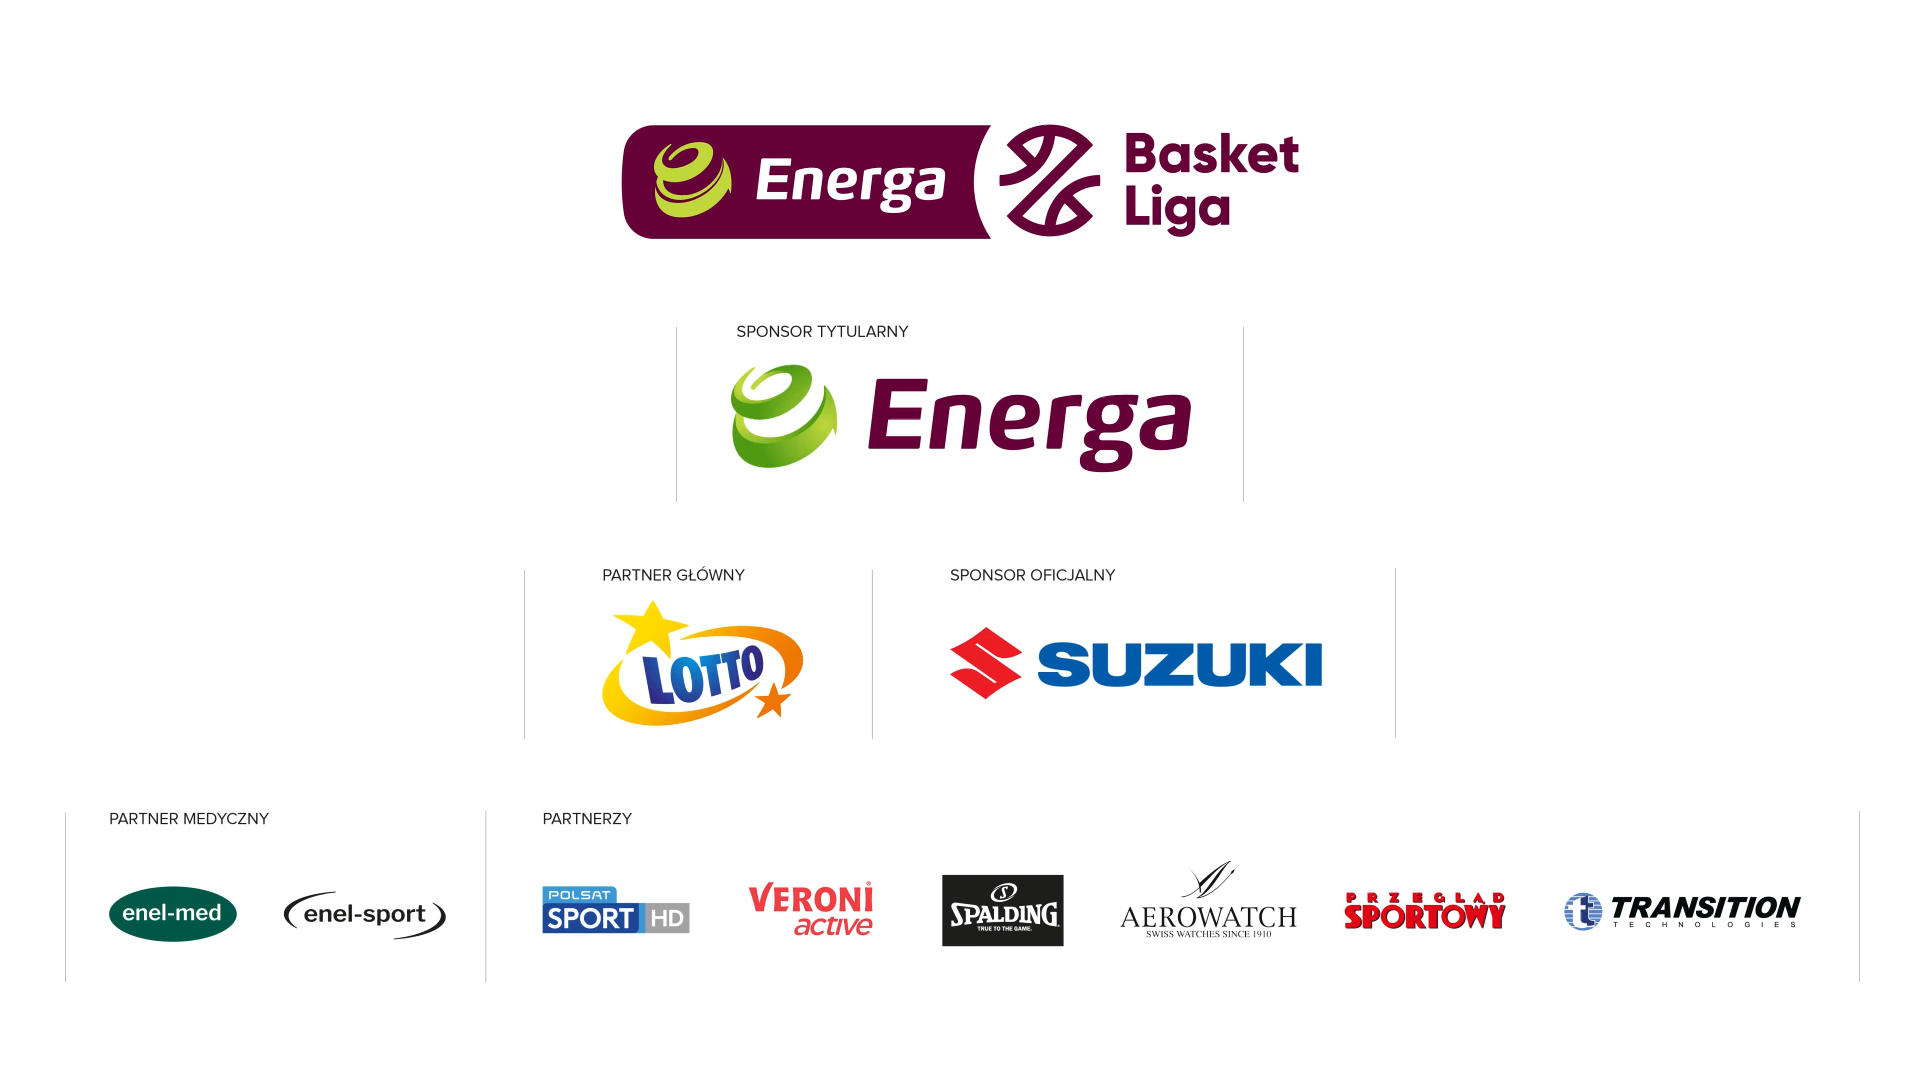 Energa
Basket
Liga
SPONSOR TYTULARNY
Energa
PARTNER GŁÓWNY
LOTTO
SPONSOR OFICJALNY
SUZUKI
PARTNER MEDYCZNY
enel-med
enel-sport
PARTNERZY
POLSAT
SPORT HD
VERONI®
active
SPALDING
TRUE TO THE GAME.
AEROWATCH
SWISS WATCHES SINCE 1910
PRZEGLĄD
SPORTOWY
t TRANSITION
TECHNOLOGIES